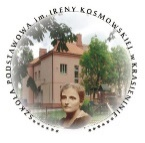 SZKOŁA PODSTAWOWA im. IRENY KOSMOWSKIEJ w KRASIENINIE